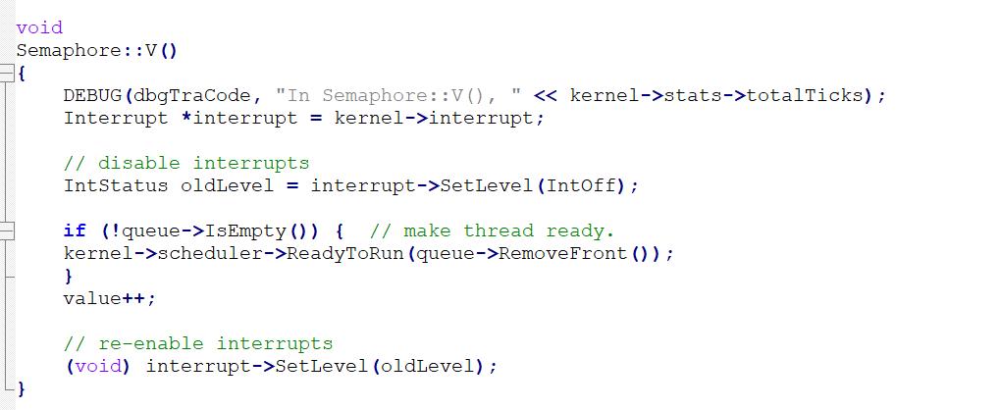 void
Semaphore::V()
{
    DEBUG(dbgTraCode, "In Semaphore::V(), " << kernel->stats->totalTicks);
    Interrupt *interrupt = kernel->interrupt;

    // disable interrupts
    IntStatus oldLevel = interrupt->SetLevel(IntOff);

    if (!queue->IsEmpty()) {  // make thread ready.
    kernel->scheduler->ReadyToRun(queue->RemoveFront());
    }
    value++;

    // re-enable interrupts
    (void) interrupt->SetLevel(oldLevel);
}